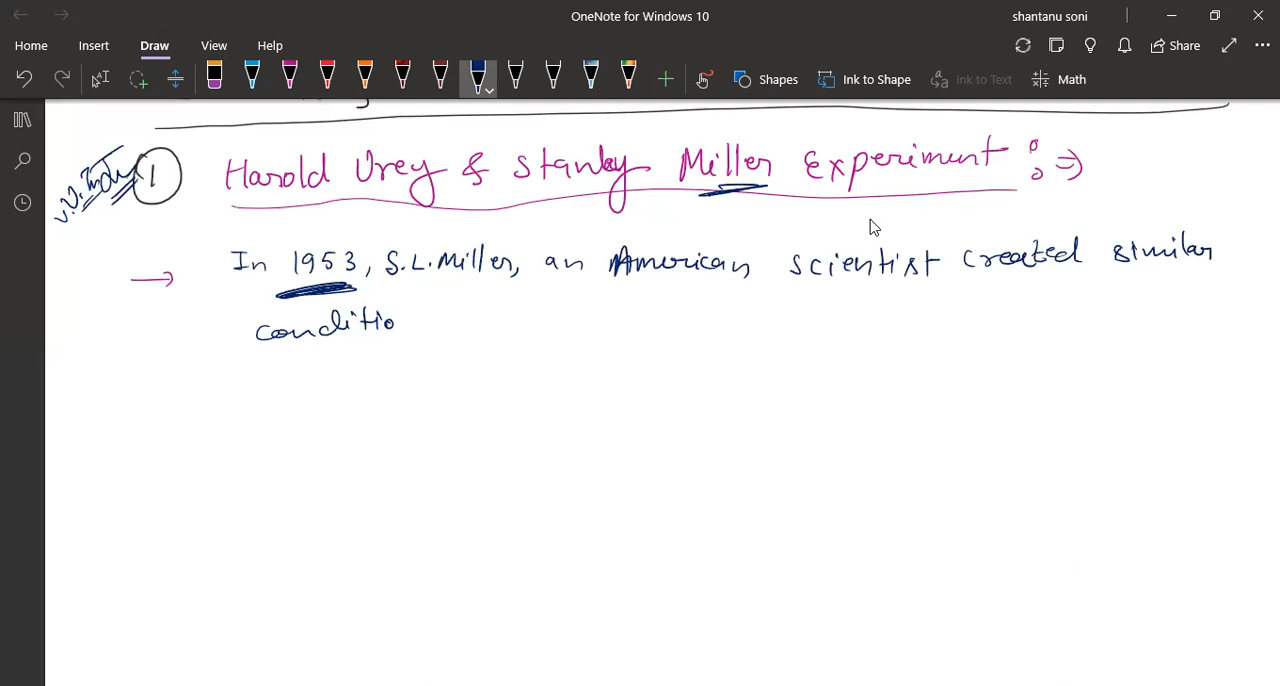 OneNote for Windows 10
shantanu soni
Home Insert Draw View Help
Share
Shapes Ink to Shape Ink to Text Math
1 Harold Urey & Stanley Miller Experiment :⇒
→ In 1953, S.L. Miller, an American scientist created similar
conditio